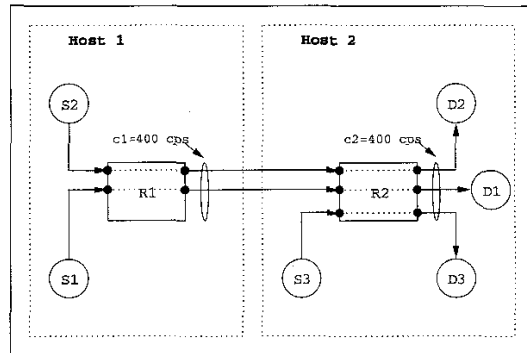 Host 1
Host 2
S2
D2
c1=400 cps
c2=400 cps
R1
R2
D1
S1
S3
D3